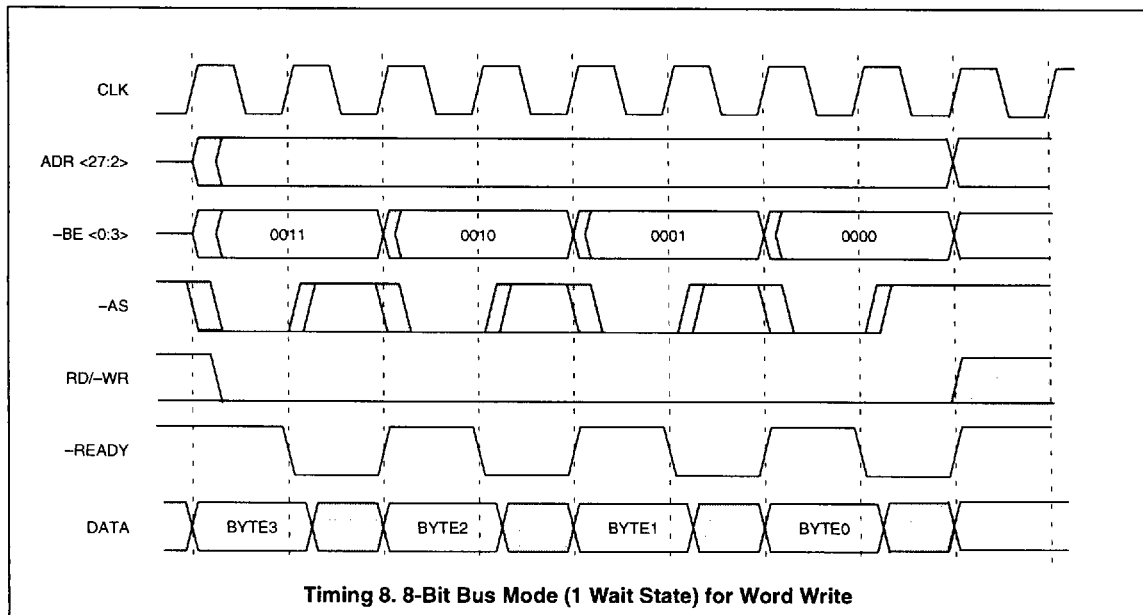 CLK
ADR <27:2>
–BE <0:3>
0011
0010
0001
0000
–AS
RD/–WR
–READY
DATA
BYTE3
BYTE2
BYTE1
BYTE0
Timing 8. 8-Bit Bus Mode (1 Wait State) for Word Write